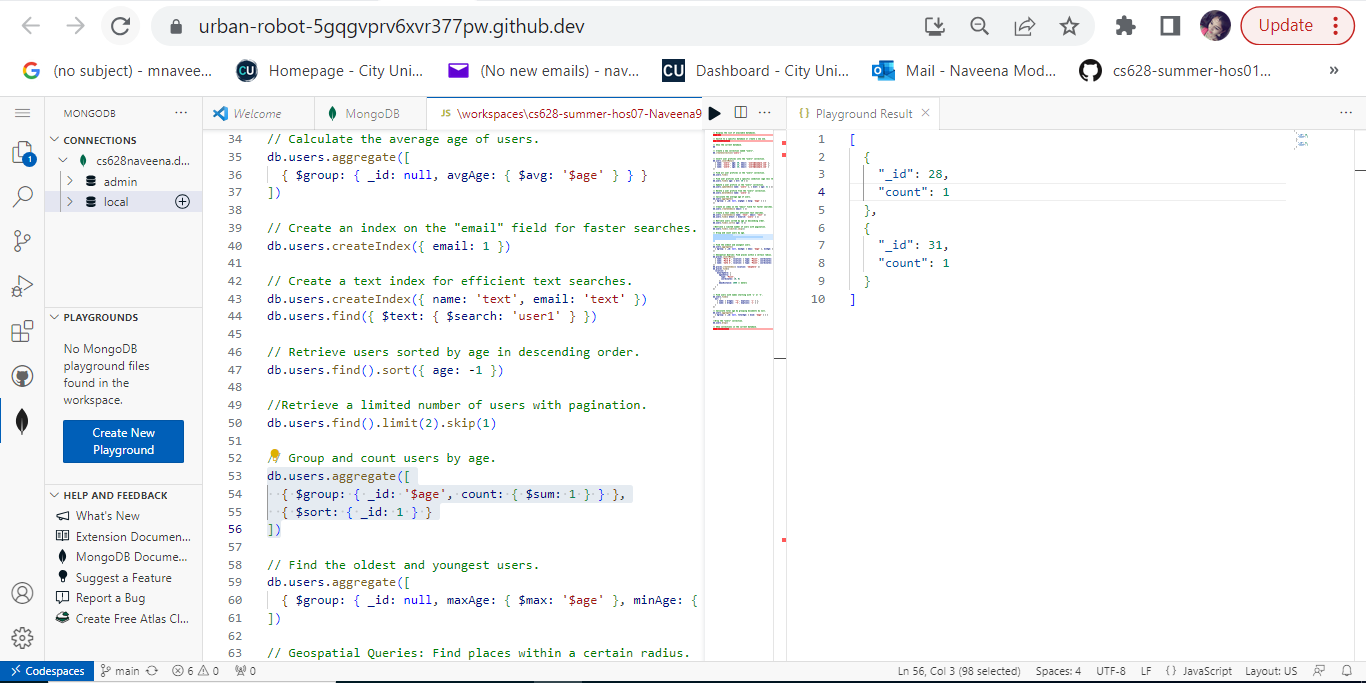 urban-robot-5gqgvprv6xvr377pw.github.dev
Update
(no subject) - mnavee...
CU
Homepage - City Uni...
(No new emails) - nav...
CU
Dashboard - City Uni...
Mail - Naveena Mod...
cs628-summer-hos01...
»
MONGODB
Welcome
MongoDB
JS \workspaces\cs628-summer-hos07-Naveena9
{ } Playground Result
CONNECTIONS
cs628naveena.d...
admin
local
PLAYGROUNDS
No MongoDB
playground files
found in the
workspace.
Create New
Playground
HELP AND FEEDBACK
What's New
Extension Documen...
MongoDB Docume...
Suggest a Feature
Report a Bug
Create Free Atlas Cl...
1
34 // Calculate the average age of users.
35 db.users.aggregate([
36 { $group: { _id: null, avgAge: { $avg: '$age' } } }
37 ])
38
39 // Create an index on the "email" field for faster searches.
40 db.users.createIndex({ email: 1 })
41
42 // Create a text index for efficient text searches.
43 db.users.createIndex({ name: 'text', email: 'text' })
44 db.users.find({ $text: { $search: 'user1' } })
45
46 // Retrieve users sorted by age in descending order.
47 db.users.find().sort({ age: -1 })
48
49 //Retrieve a limited number of users with pagination.
50 db.users.find().limit(2).skip(1)
51
52 // Group and count users by age.
53 db.users.aggregate([
54 { $group: { _id: '$age', count: { $sum: 1 } } },
55 { $sort: { _id: 1 } }
56 ])
57
58 // Find the oldest and youngest users.
59 db.users.aggregate([
60 { $group: { _id: null, maxAge: { $max: '$age' }, minAge: {
61 ])
62
63 // Geospatial Queries: Find places within a certain radius.
1 [
2 {
3 "_id": 28,
4 "count": 1
5 },
6 {
7 "_id": 31,
8 "count": 1
9 }
10 ]
Codespaces
main
6
0
0
Ln 56, Col 3 (98 selected)
Spaces: 4
UTF-8
LF
{ } JavaScript
Layout: US